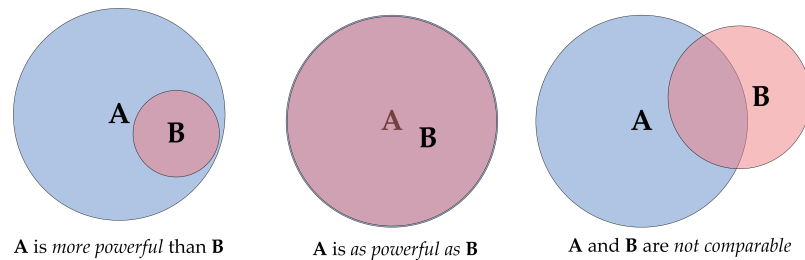 A
B
A is more powerful than B
A
B
A is as powerful as B
A
B
A and B are not comparable